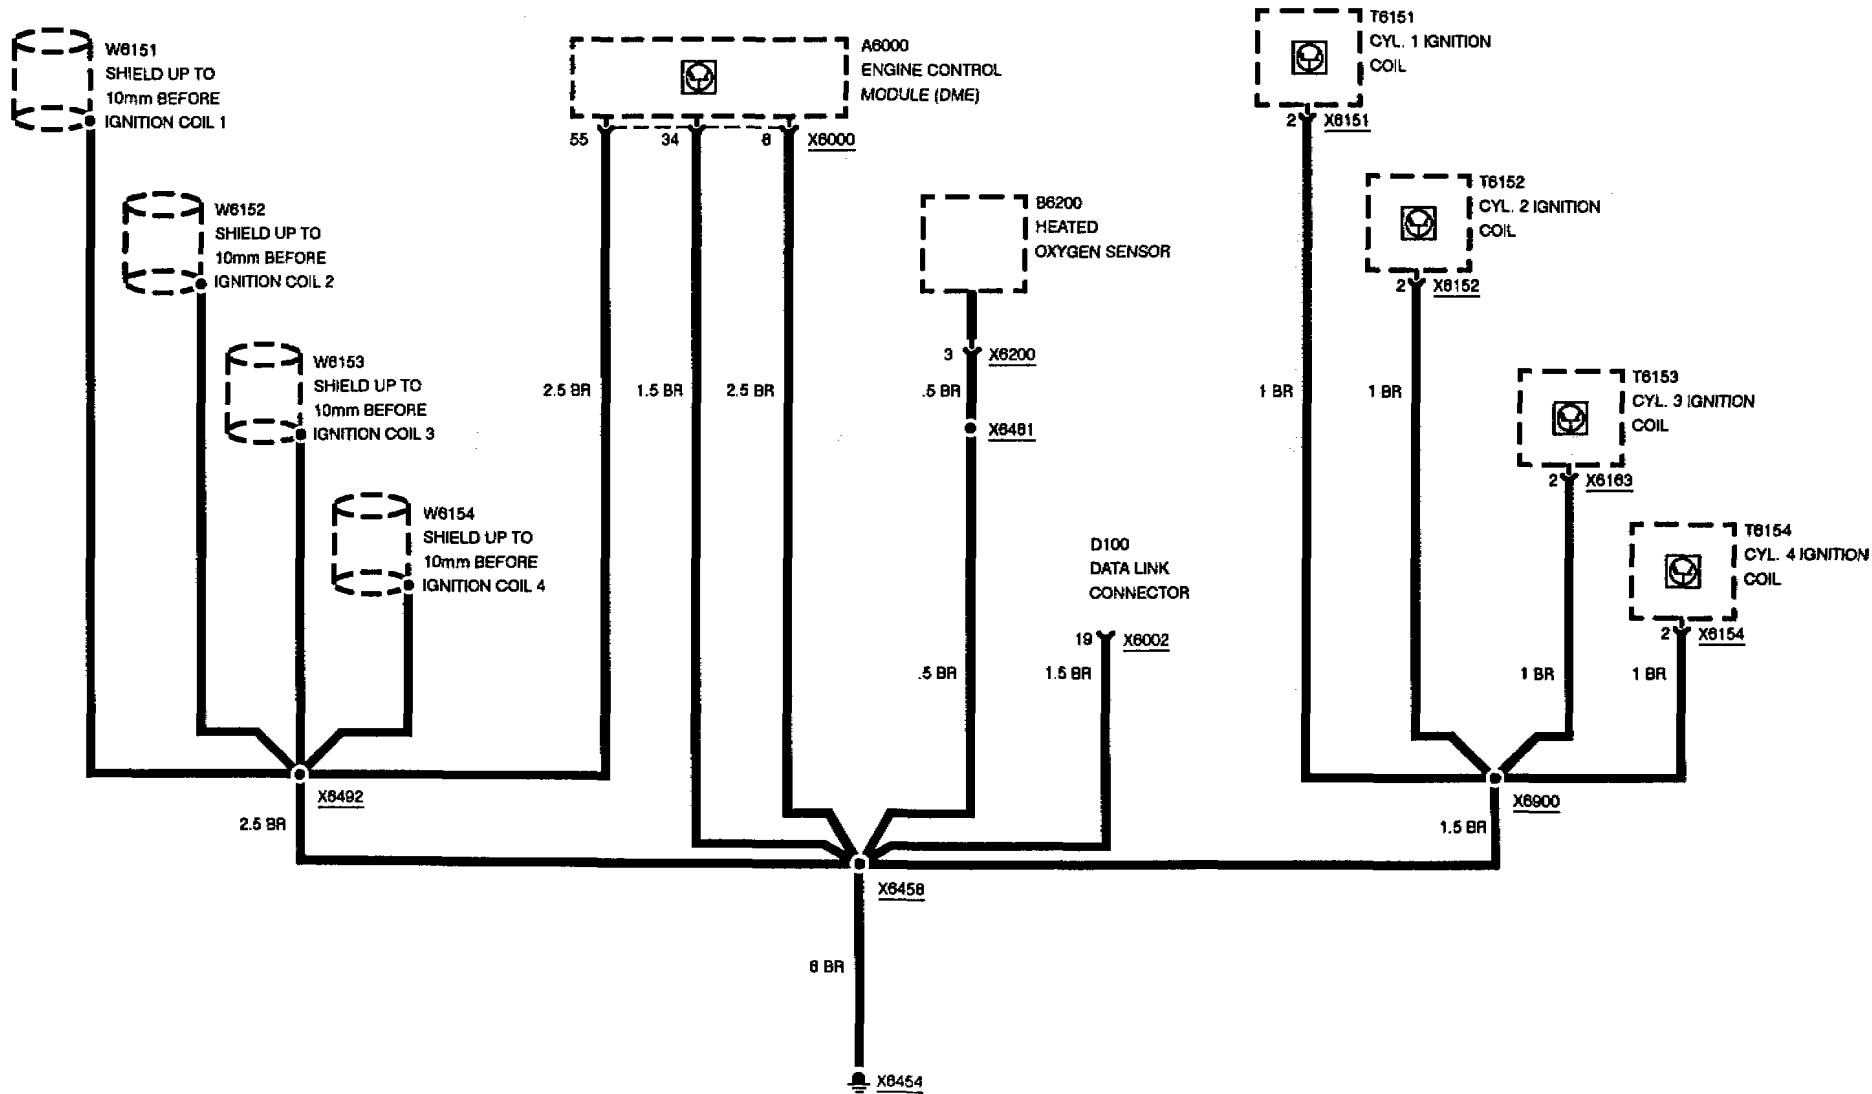 W6151
SHIELD UP TO
10mm BEFORE
IGNITION COIL 1
W6152
SHIELD UP TO
10mm BEFORE
IGNITION COIL 2
W6153
SHIELD UP TO
10mm BEFORE
IGNITION COIL 3
W6154
SHIELD UP TO
10mm BEFORE
IGNITION COIL 4
A6000
ENGINE CONTROL
MODULE (DME)
55
34
6
X6000
B6200
HEATED
OXYGEN SENSOR
3
X6200
2.5 BR
1.5 BR
2.5 BR
.5 BR
X6461
D100
DATA LINK
CONNECTOR
19
X6002
.5 BR
1.5 BR
T6151
CYL. 1 IGNITION
COIL
2
X6151
T6152
CYL. 2 IGNITION
COIL
2
X6152
1 BR
1 BR
T6153
CYL. 3 IGNITION
COIL
2
X6163
T6154
CYL. 4 IGNITION
COIL
2
X6154
1 BR
1 BR
X6492
2.5 BR
X6900
1.5 BR
X6458
6 BR
X6454